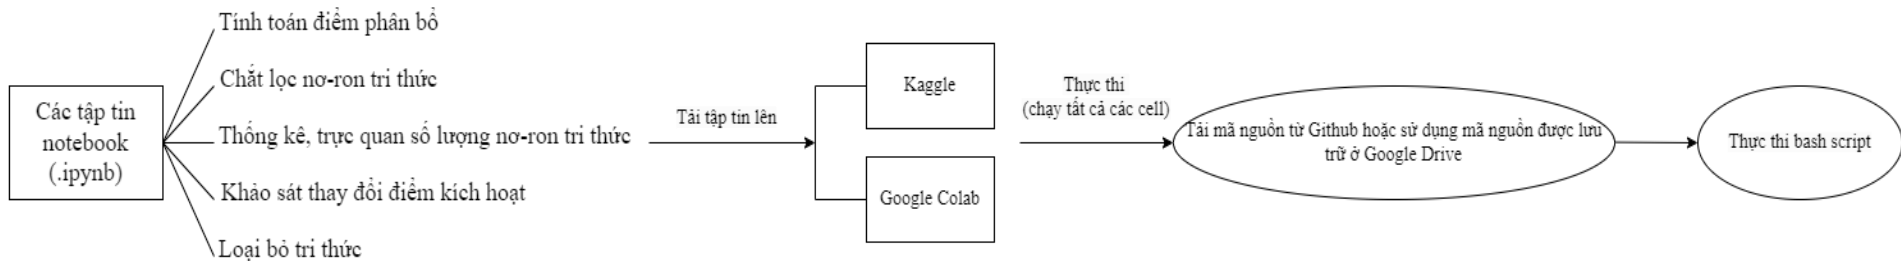 Các tập tin
notebook
(.ipynb)
Tính toán điểm phân bổ
Chắt lọc nơ-ron tri thức
Thống kê, trực quan số lượng nơ-ron tri thức
Khảo sát thay đổi điểm kích hoạt
Loại bỏ tri thức
Tải tập tin lên
Kaggle
Google Colab
Thực thi
(chạy tất cả các cell)
Tải mã nguồn từ Github hoặc sử dụng mã nguồn được lưu
trữ ở Google Drive
Thực thi bash script